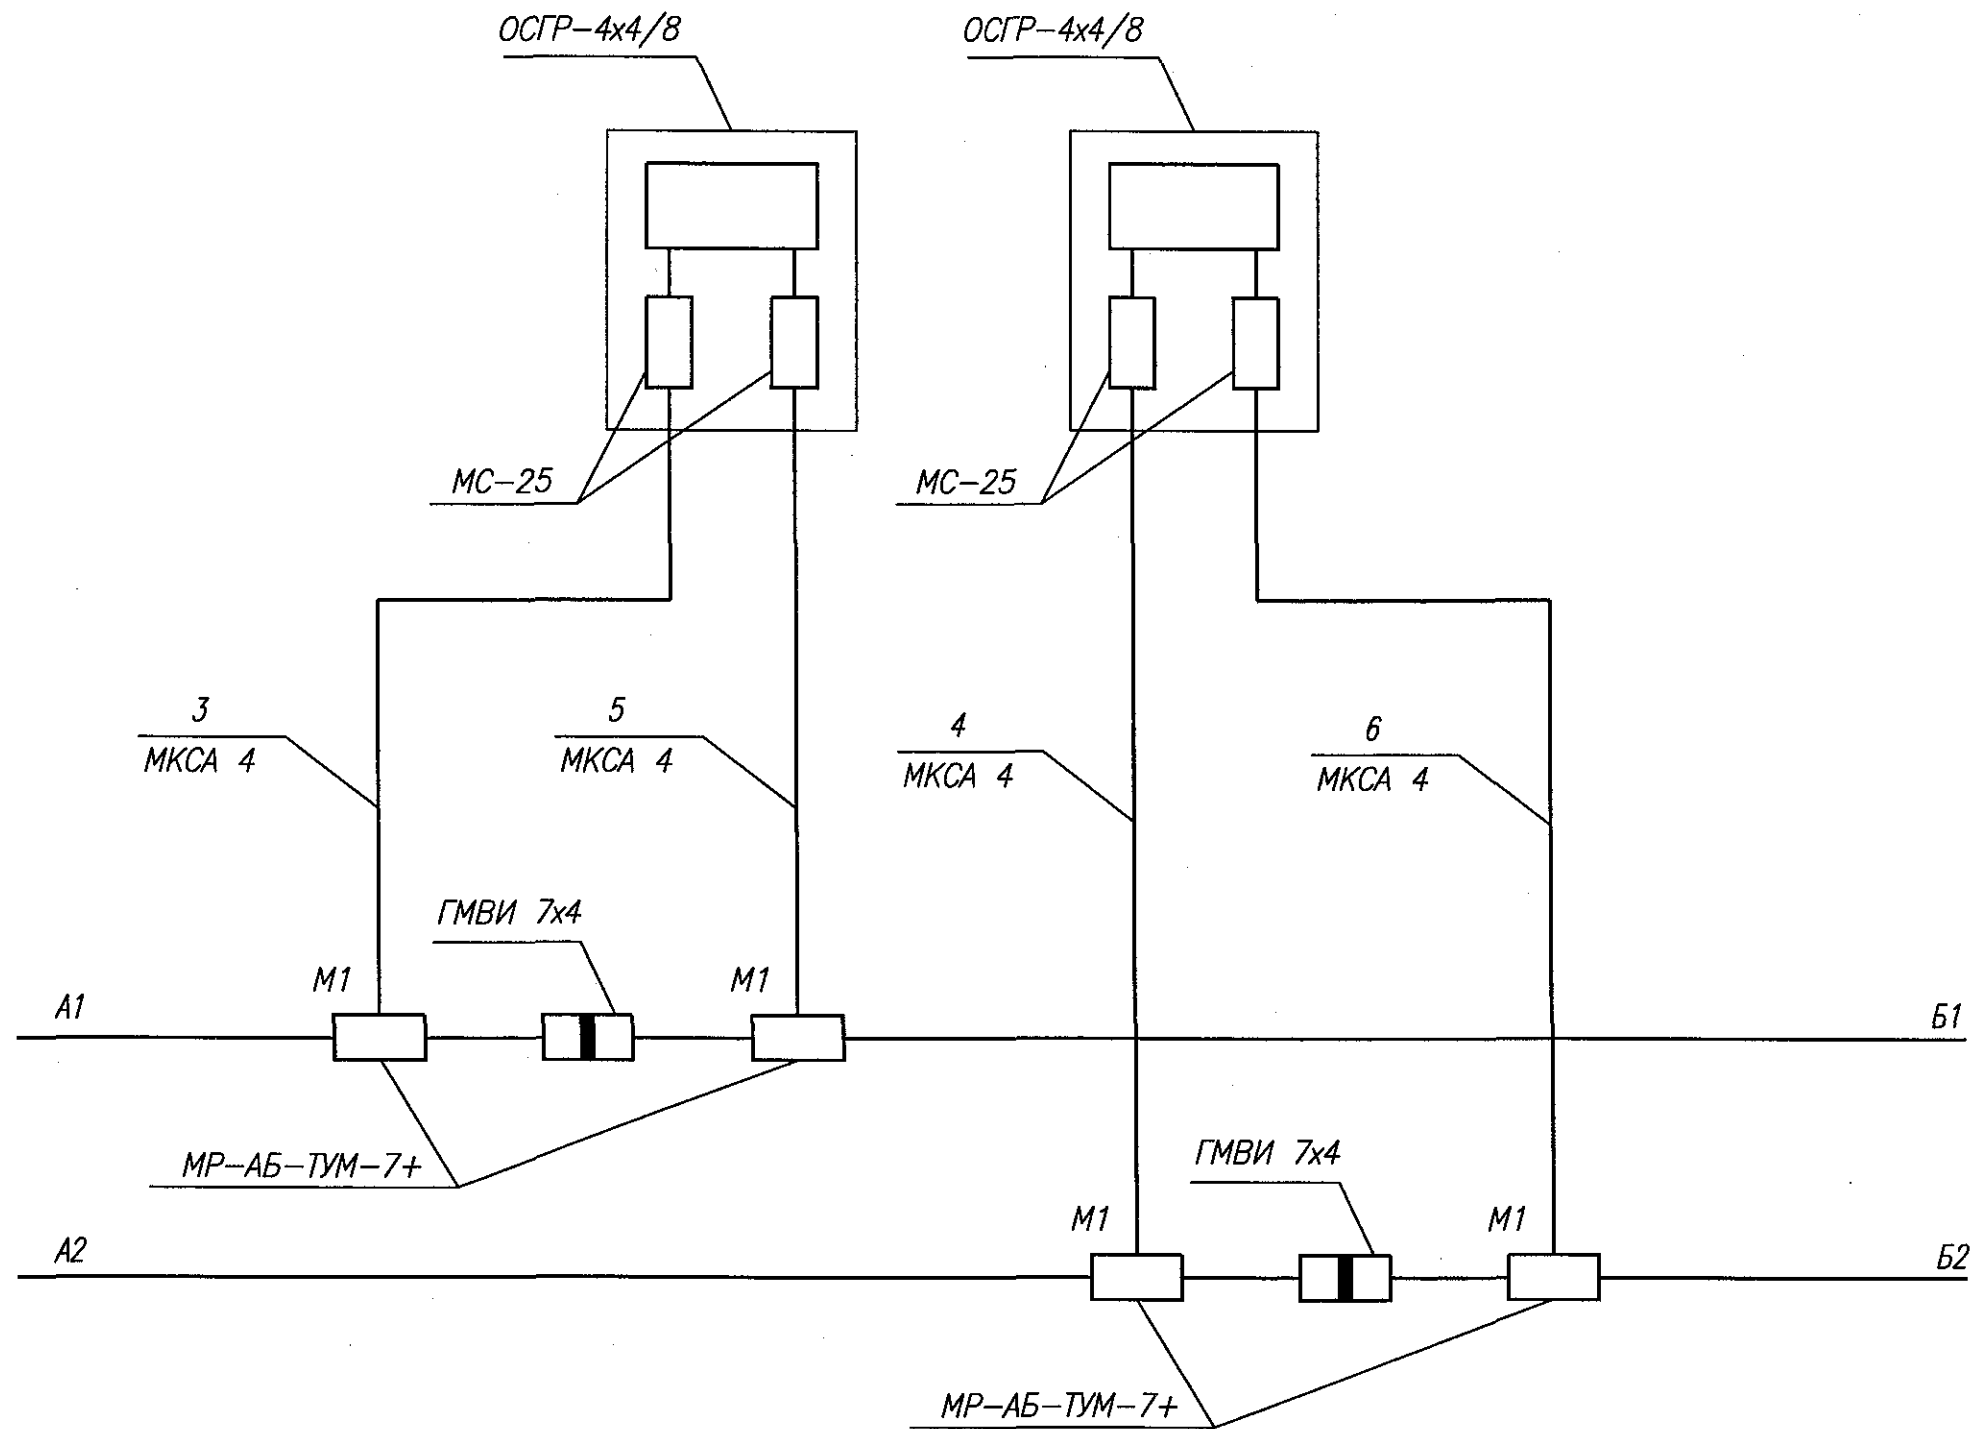 ОСГР-4х4/8
ОСГР-4х4/8
МС-25
МС-25
3
МКСА 4
5
МКСА 4
4
МКСА 4
6
МКСА 4
ГМВИ 7х4
М1
М1
А1
Б1
МР-АБ-ТУМ-7+
ГМВИ 7х4
М1
М1
А2
Б2
МР-АБ-ТУМ-7+